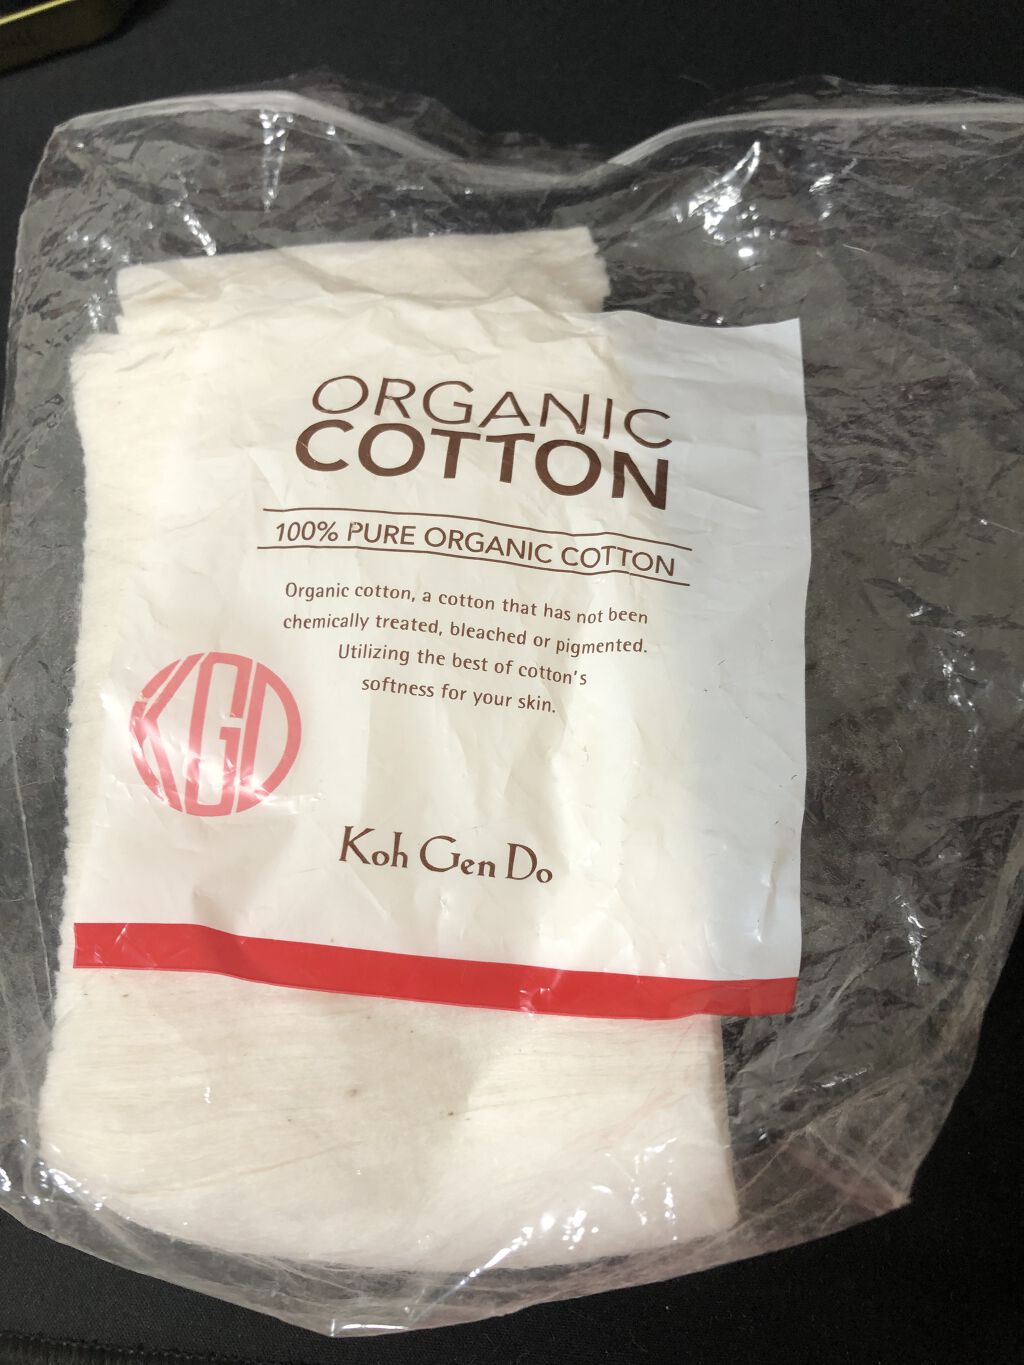 ORGANIC
COTTON
100% PURE ORGANIC COTTON
Organic cotton, a cotton that has not been
chemically treated, bleached or pigmented.
Utilizing the best of cotton's
softness for your skin.
KGD
Koh Gen Do